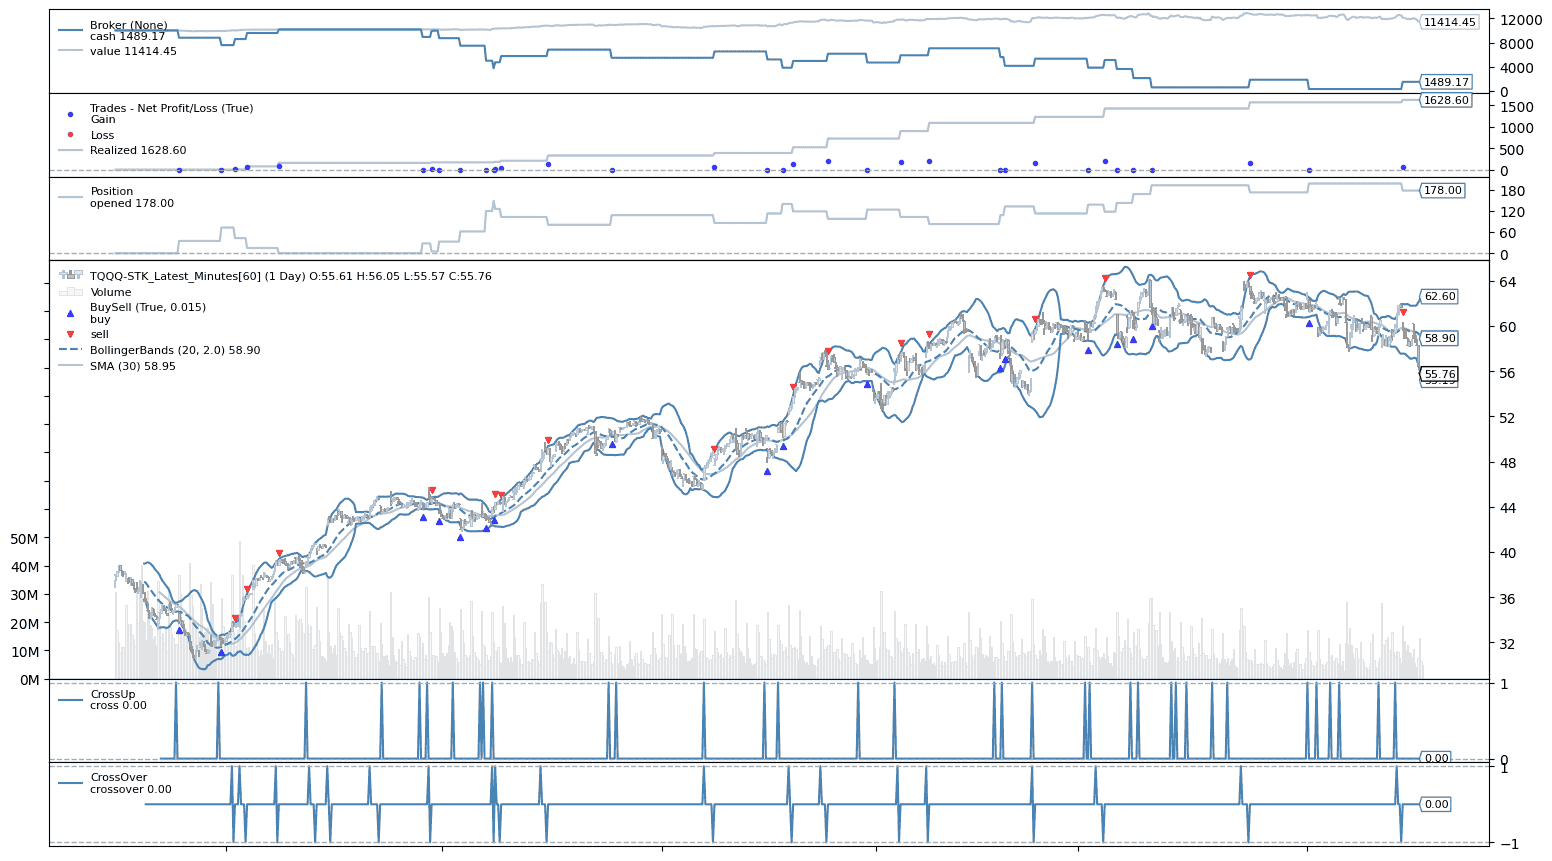 Broker (None)
cash 1489.17
value 11414.45
11414.45
1489.17
12000
8000
4000
0
Trades - Net Profit/Loss (True)
Gain
Loss
Realized 1628.60
1628.60
1500
1000
500
0
Position
opened 178.00
178.00
180
120
60
0
TQQQ-STK_Latest_Minutes[60] (1 Day) O:55.61 H:56.05 L:55.57 C:55.76
Volume
BuySell (True, 0.015)
buy
sell
BollingerBands (20, 2.0) 58.90
SMA (30) 58.95
62.60
58.90
55.76
64
60
56
52
48
44
40
36
32
50M
40M
30M
20M
10M
0M
CrossUp
cross 0.00
0.00
1
0
CrossOver
crossover 0.00
0.00
1
−1